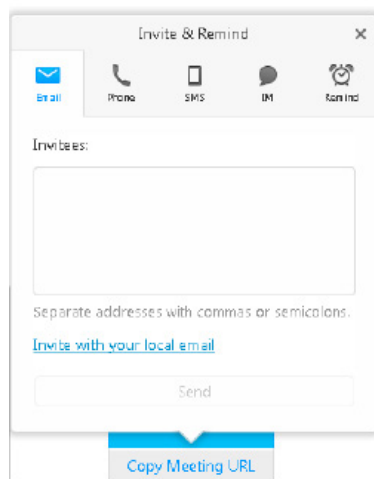 Invite & Remind
Email Phone SMS IM Remind
Invitees:
Separate addresses with commas or semicolons.
Invite with your local email
Send
Copy Meeting URL